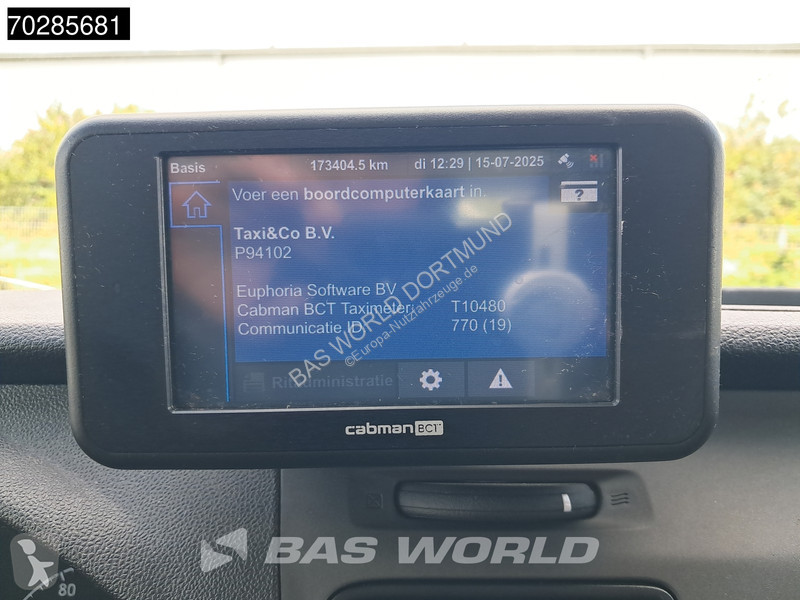 70285681
Basis 173404.5 km di 12:29 | 15-07-2025
Voer een boordcomputerkaart in.
?
Taxi&Co B.V.
P94102
Euphoria Software BV
Cabman BCT Taximeter T10480
Communicatie ID 770 (19)
Ritadministratie
cabman BCT
BAS WORLD DORTMUND
©Europa-Nutzfahrzeuge.de
BAS WORLD
80